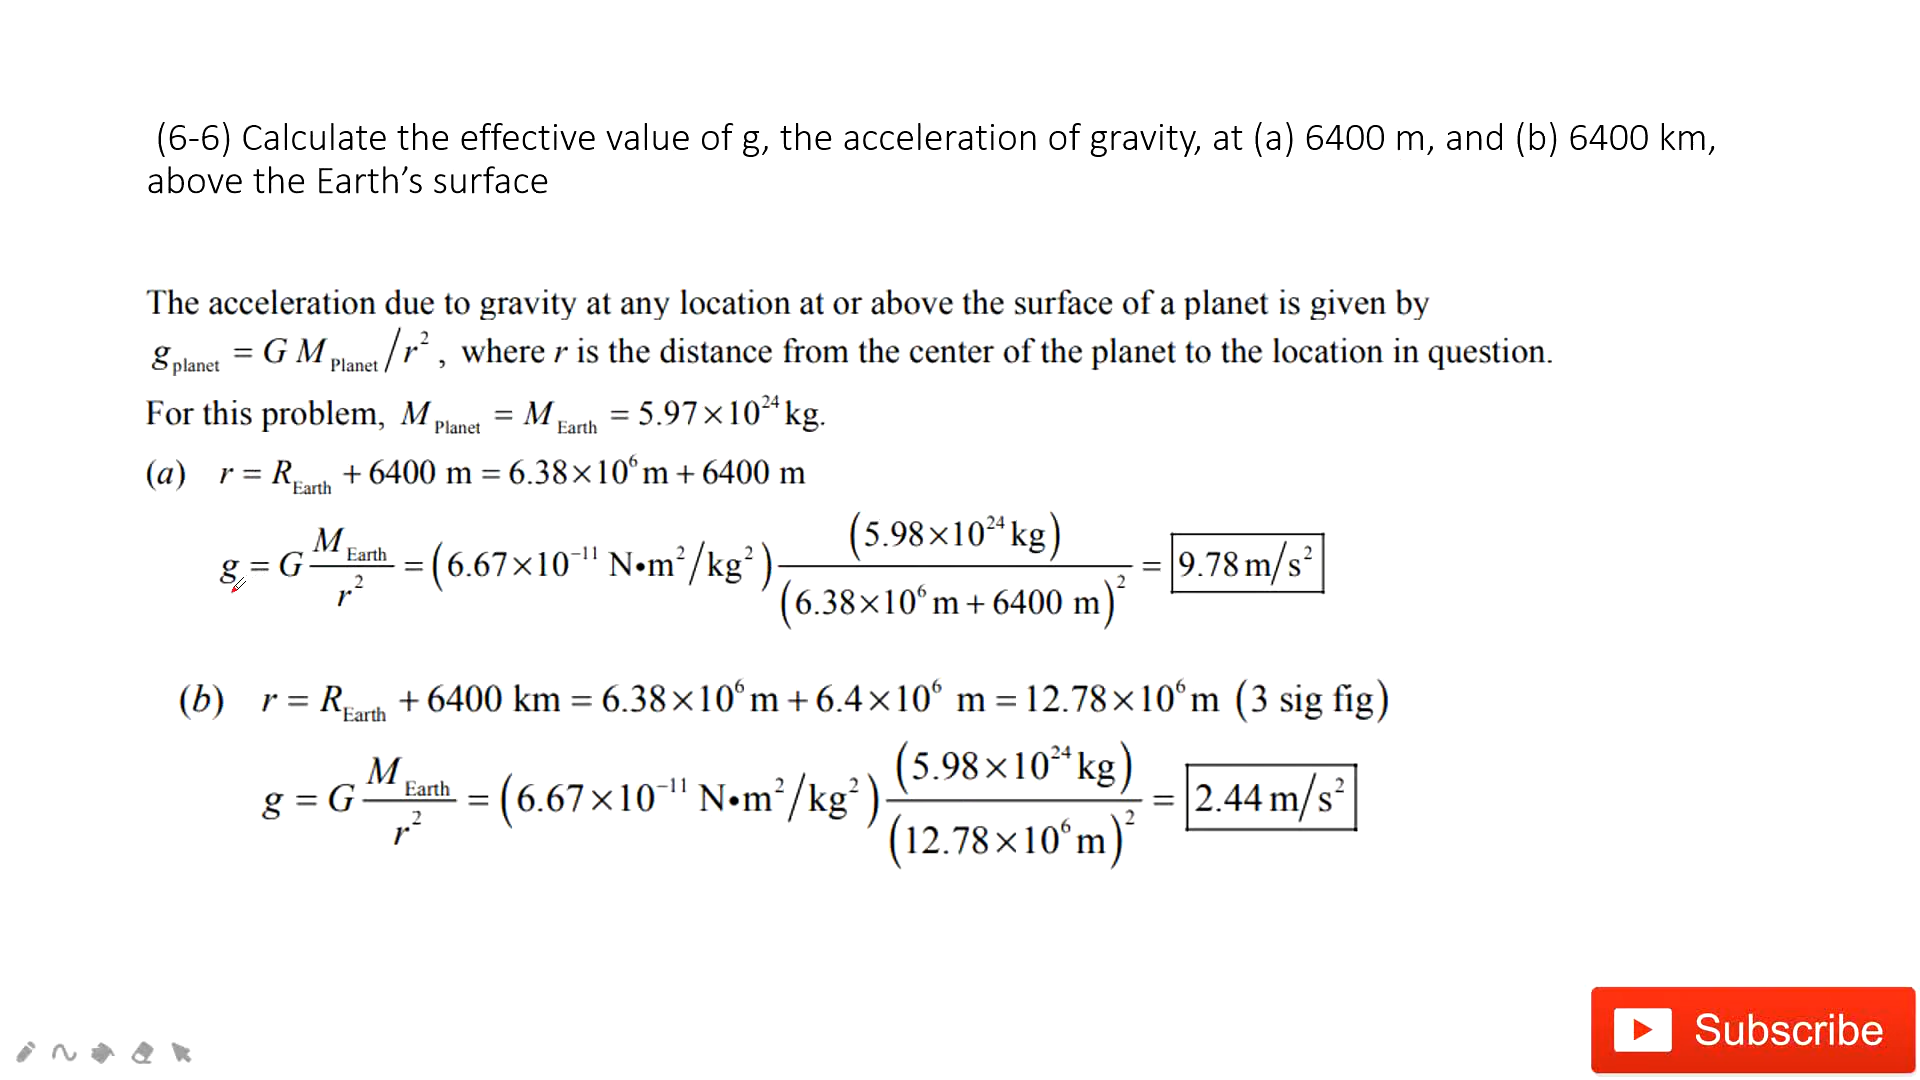 (6-6) Calculate the effective value of g, the acceleration of gravity, at (a) 6400 m, and (b) 6400 km,
above the Earth’s surface
The acceleration due to gravity at any location at or above the surface of a planet is given by
g_planet = G M_Planet / r², where r is the distance from the center of the planet to the location in question.
For this problem, M_Planet = M_Earth = 5.97×10²⁴ kg.
(a) r = R_Earth + 6400 m = 6.38×10⁶ m + 6400 m
g = G M_Earth / r² = (6.67×10⁻¹¹ N•m²/kg²) (5.98×10²⁴ kg) / (6.38×10⁶ m + 6400 m)² = 9.78 m/s²
(b) r = R_Earth + 6400 km = 6.38×10⁶ m + 6.4×10⁶ m = 12.78×10⁶ m (3 sig fig)
g = G M_Earth / r² = (6.67×10⁻¹¹ N•m²/kg²) (5.98×10²⁴ kg) / (12.78×10⁶ m)² = 2.44 m/s²
Subscribe